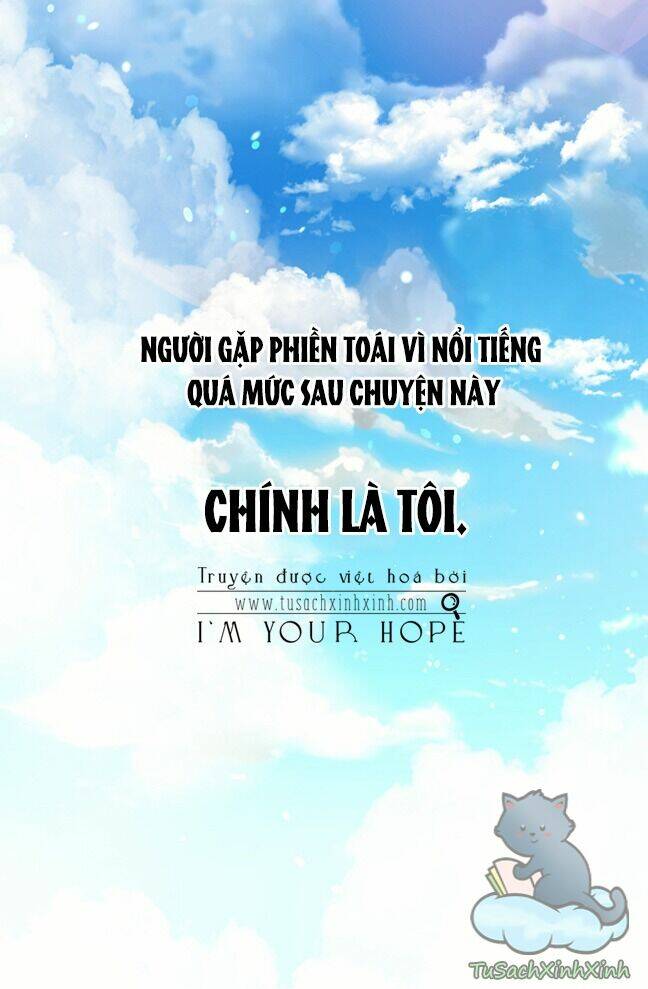 NGƯỜI GẶP PHIỀN TOÁI VÌ NỔI TIẾNG
QUÁ MỨC SAU CHUYỆN NÀY
CHÍNH LÀ TÔI.
Truyện được việt hoá bởi
www.tusachxinhxinh.com
I'M YOUR HOPE
TuSachXinhXinh